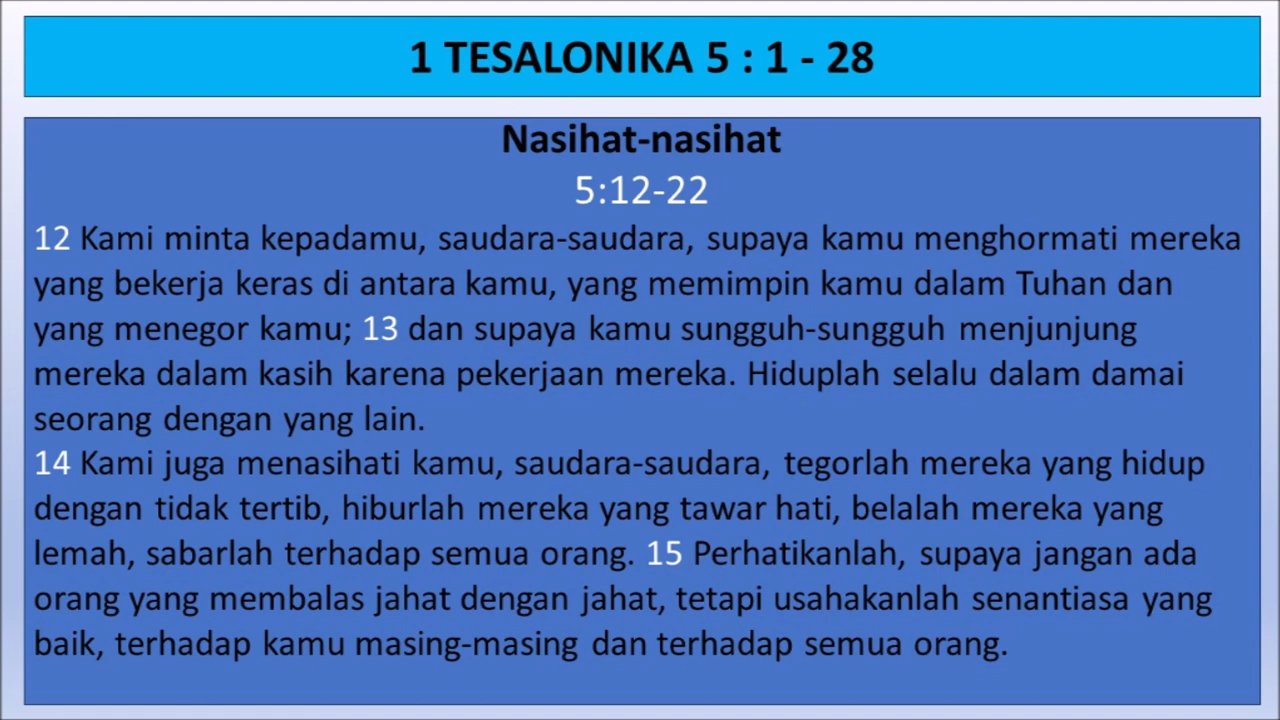 1 TESALONIKA 5 : 1 - 28
Nasihat-nasihat
5:12-22
12 Kami minta kepadamu, saudara-saudara, supaya kamu menghormati mereka
yang bekerja keras di antara kamu, yang memimpin kamu dalam Tuhan dan
yang menegor kamu; 13 dan supaya kamu sungguh-sungguh menjunjung
mereka dalam kasih karena pekerjaan mereka. Hiduplah selalu dalam damai
seorang dengan yang lain.
14 Kami juga menasihati kamu, saudara-saudara, tegorlah mereka yang hidup
dengan tidak tertib, hiburlah mereka yang tawar hati, belalah mereka yang
lemah, sabarlah terhadap semua orang. 15 Perhatikanlah, supaya jangan ada
orang yang membalas jahat dengan jahat, tetapi usahakanlah senantiasa yang
baik, terhadap kamu masing-masing dan terhadap semua orang.